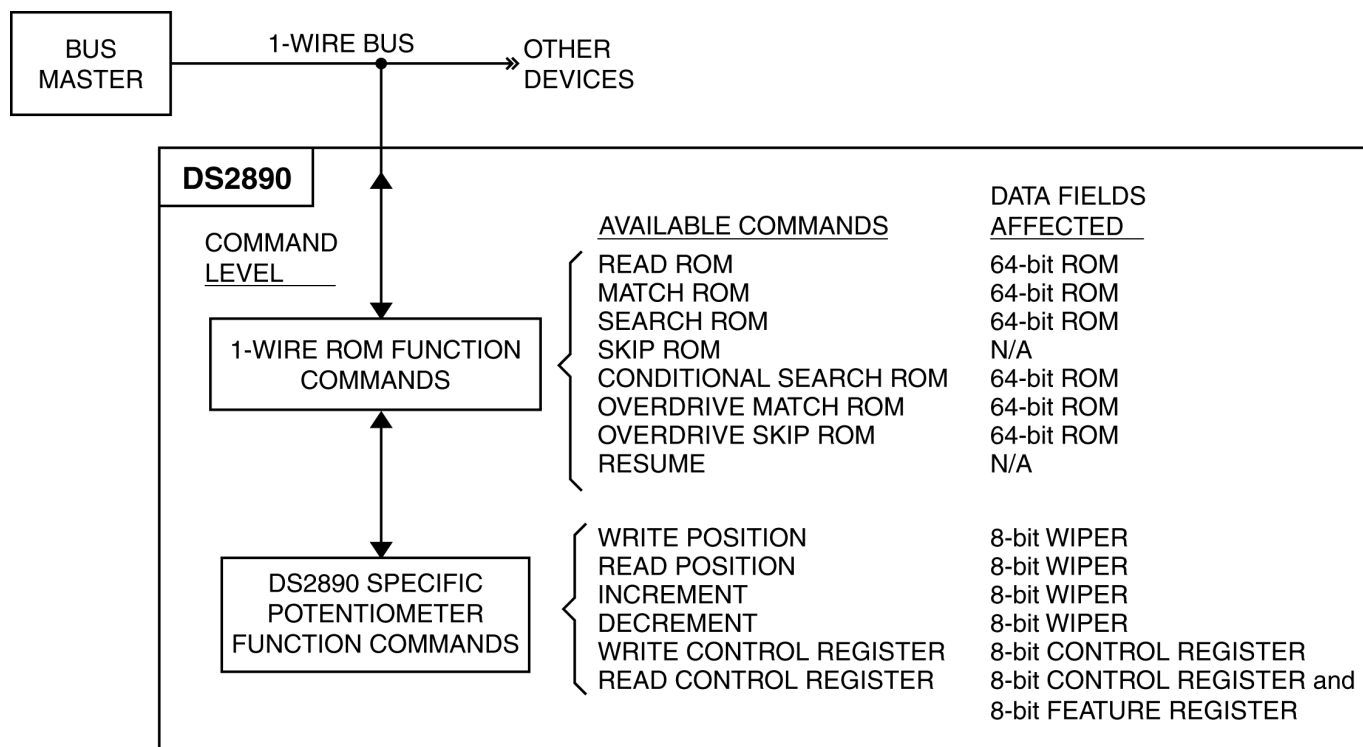 BUS
MASTER
1-WIRE BUS
OTHER
DEVICES
DS2890
COMMAND
LEVEL
AVAILABLE COMMANDS
DATA FIELDS
AFFECTED
1-WIRE ROM FUNCTION
COMMANDS
READ ROM 64-bit ROM
MATCH ROM 64-bit ROM
SEARCH ROM 64-bit ROM
SKIP ROM N/A
CONDITIONAL SEARCH ROM 64-bit ROM
OVERDRIVE MATCH ROM 64-bit ROM
OVERDRIVE SKIP ROM 64-bit ROM
RESUME N/A
DS2890 SPECIFIC
POTENTIOMETER
FUNCTION COMMANDS
WRITE POSITION 8-bit WIPER
READ POSITION 8-bit WIPER
INCREMENT 8-bit WIPER
DECREMENT 8-bit WIPER
WRITE CONTROL REGISTER 8-bit CONTROL REGISTER
READ CONTROL REGISTER 8-bit CONTROL REGISTER and
8-bit FEATURE REGISTER